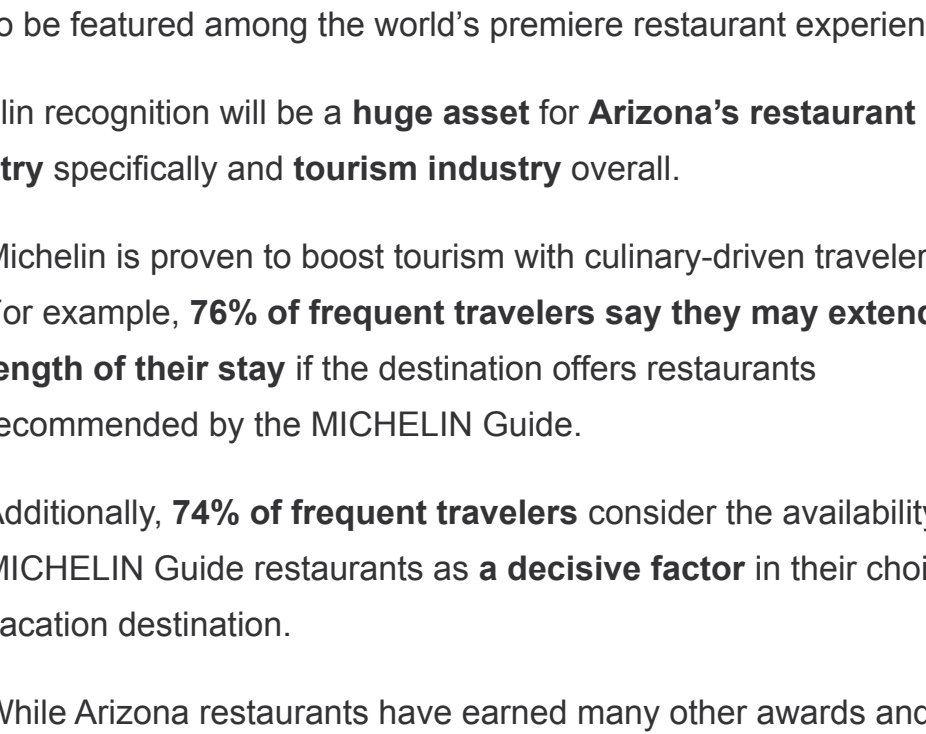 o be featured among the world’s premiere restaurant experien
lin recognition will be a huge asset for Arizona’s restaurant
try specifically and tourism industry overall.
Michelin is proven to boost tourism with culinary-driven traveler
For example, 76% of frequent travelers say they may extend
ength of their stay if the destination offers restaurants
ecommended by the MICHELIN Guide.
Additionally, 74% of frequent travelers consider the availability
MICHELIN Guide restaurants as a decisive factor in their choi
acation destination.
While Arizona restaurants have earned many other awards and